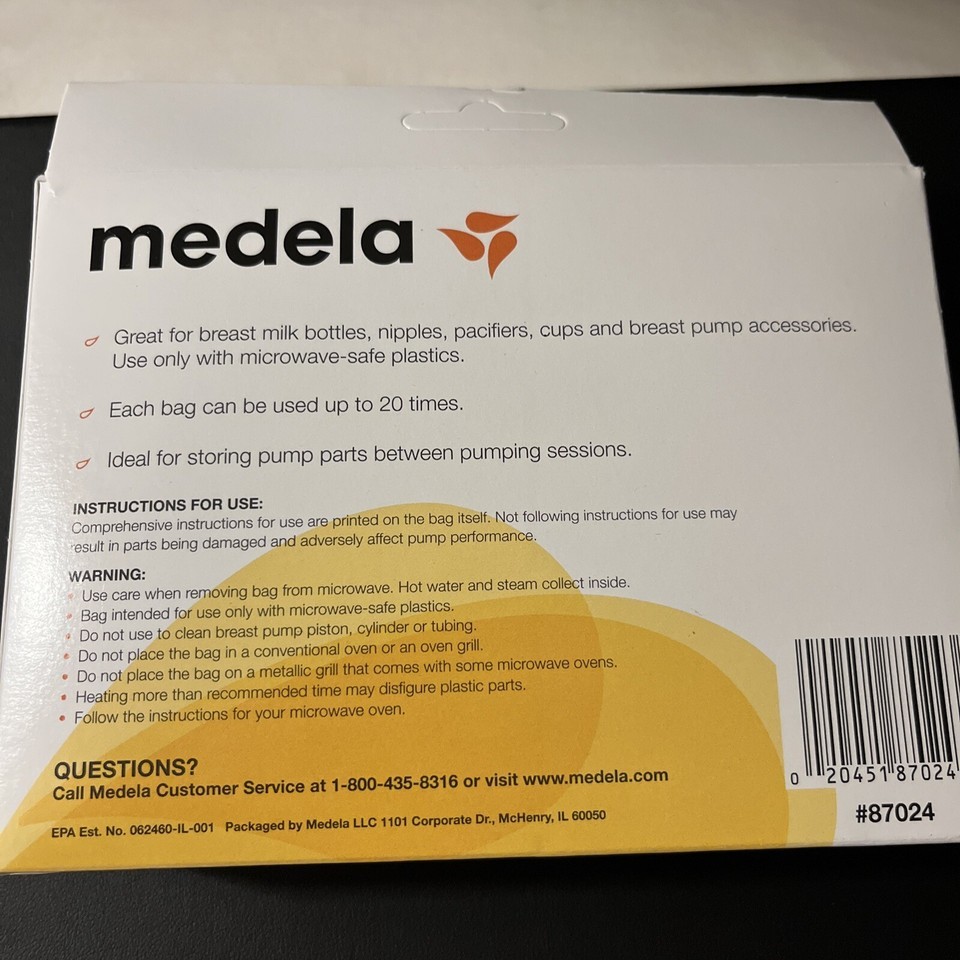 medela
Great for breast milk bottles, nipples, pacifiers, cups and breast pump accessories.
Use only with microwave-safe plastics.
Each bag can be used up to 20 times.
Ideal for storing pump parts between pumping sessions.
INSTRUCTIONS FOR USE:
Comprehensive instructions for use are printed on the bag itself. Not following instructions for use may
result in parts being damaged and adversely affect pump performance.
WARNING:
• Use care when removing bag from microwave. Hot water and steam collect inside.
• Bag intended for use only with microwave-safe plastics.
• Do not use to clean breast pump piston, cylinder or tubing.
• Do not place the bag in a conventional oven or an oven grill.
• Do not place the bag on a metallic grill that comes with some microwave ovens.
• Heating more than recommended time may disfigure plastic parts.
• Follow the instructions for your microwave oven.
QUESTIONS?
Call Medela Customer Service at 1-800-435-8316 or visit www.medela.com
EPA Est. No. 062460-IL-001 Packaged by Medela LLC 1101 Corporate Dr., McHenry, IL 60050
0 20451 87024
#87024